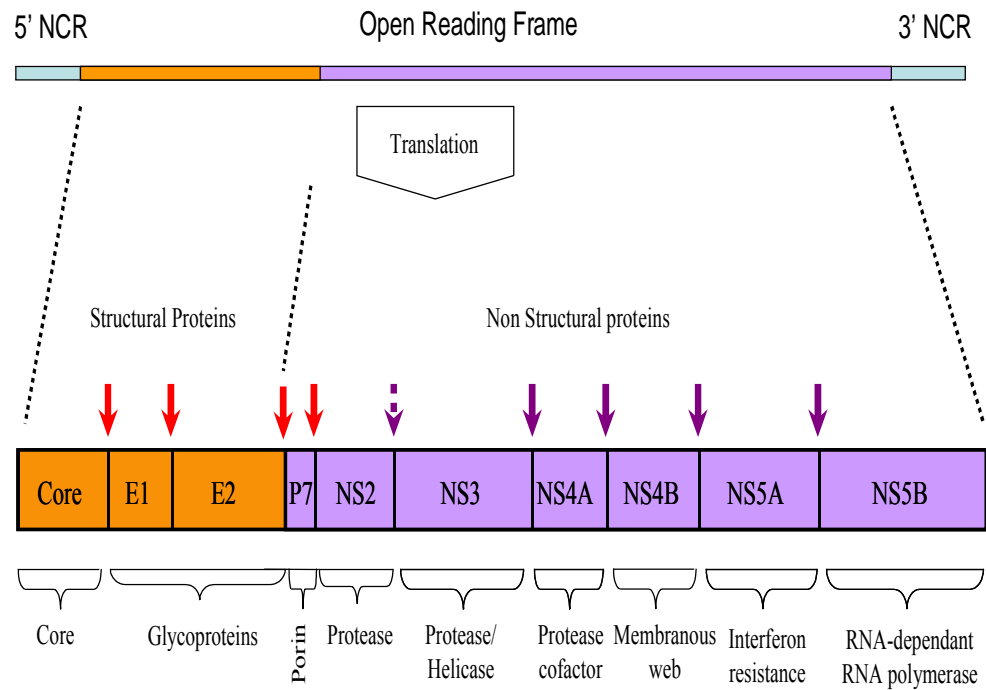 5' NCR
Open Reading Frame
3' NCR
Translation
Structural Proteins
Non Structural proteins
Core
E1
E2
P7
NS2
NS3
NS4A
NS4B
NS5A
NS5B
Core
Glycoproteins
Porin
Protease
Protease/
Helicase
Protease
cofactor
Membranous
web
Interferon
resistance
RNA-dependant
RNA polymerase